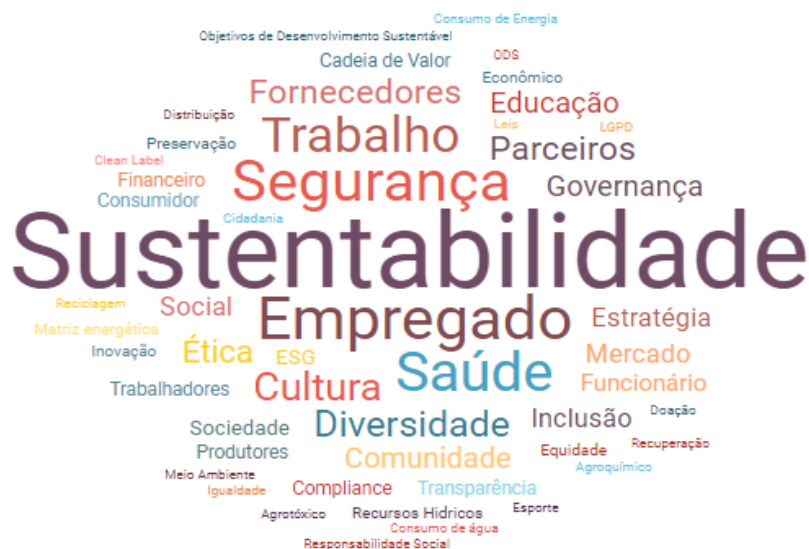 Consumo de Energia
Objetivos de Desenvolvimento Sustentável
Cadeia de Valor
ODS
Econômico
Fornecedores
Educação
Distribuição
Trabalho
Leis
LGPD
Preservação
Parceiros
Clean Label
Financeiro
Segurança
Governança
Consumidor
Cidadania
Sustentabilidade
Reciclagem
Social
Empregado
Estratégia
Matriz energética
Inovação
Ética
ESG
Saúde
Mercado
Trabalhadores
Cultura
Funcionário
Sociedade
Diversidade
Inclusão
Doação
Produtores
Comunidade
Equidade
Recuperação
Meio Ambiente
Agroquímico
Igualdade
Compliance
Transparência
Agrotóxico
Recursos Hidricos
Esporte
Consumo de água
Responsabilidade Social